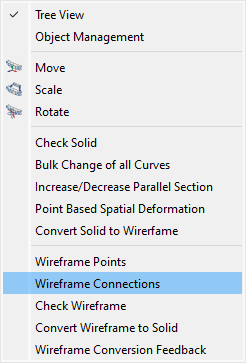 Tree View
Object Management
Move
Scale
Rotate
Check Solid
Bulk Change of all Curves
Increase/Decrease Parallel Section
Point Based Spatial Deformation
Convert Solid to Wirerfame
Wireframe Points
Wireframe Connections
Check Wireframe
Convert Wireframe to Solid
Wireframe Conversion Feedback